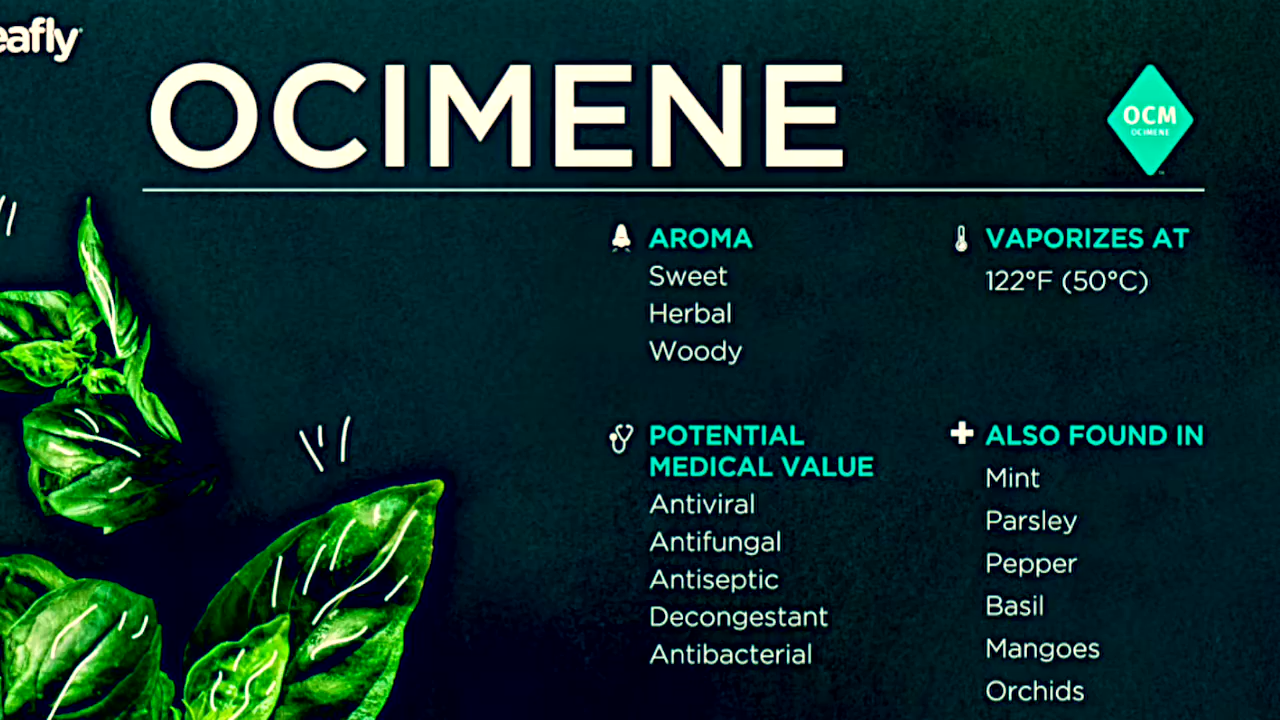 eafly
OCIMENE
OCM
OCIMENE
AROMA
Sweet
Herbal
Woody
VAPORIZES AT
122°F (50°C)
POTENTIAL
MEDICAL VALUE
Antiviral
Antifungal
Antiseptic
Decongestant
Antibacterial
ALSO FOUND IN
Mint
Parsley
Pepper
Basil
Mangoes
Orchids